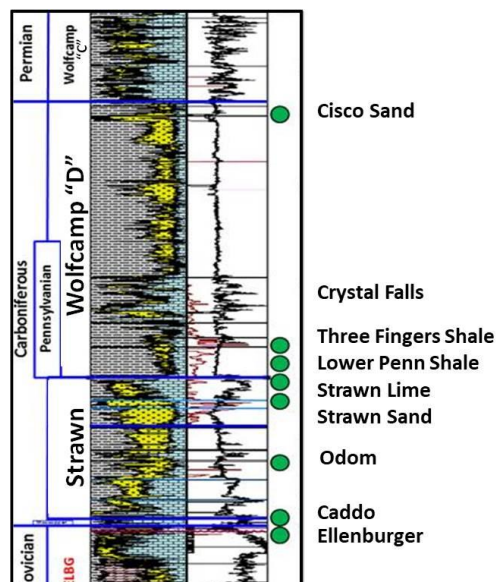 Permian
Wolfcamp
"C"
Cisco Sand
Carboniferous
Pennsylvanian
Wolfcamp "D"
Crystal Falls
Three Fingers Shale
Lower Penn Shale
Strawn Lime
Strawn Sand
Strawn
Odom
Caddo
Ellenburger
ovician
ELBG